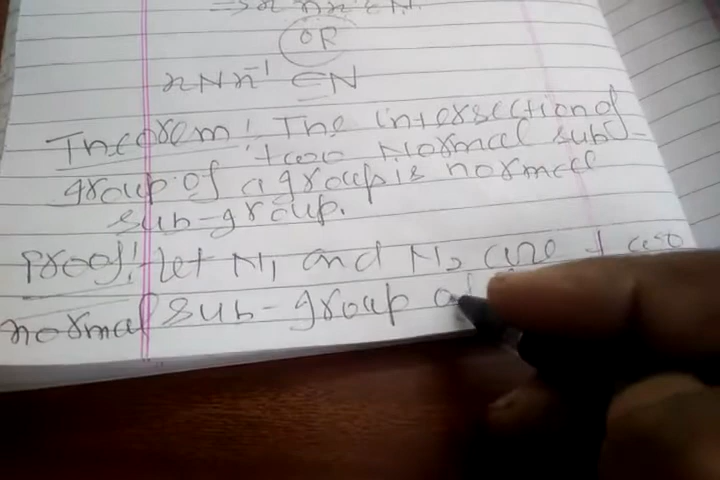 OR
xNx⁻¹ ∈ N
Theorem: The intersection of
two Normal sub-
group of a group is normal
sub-group.
Proof: Let N₁ and N₂ are two
normal sub-group of